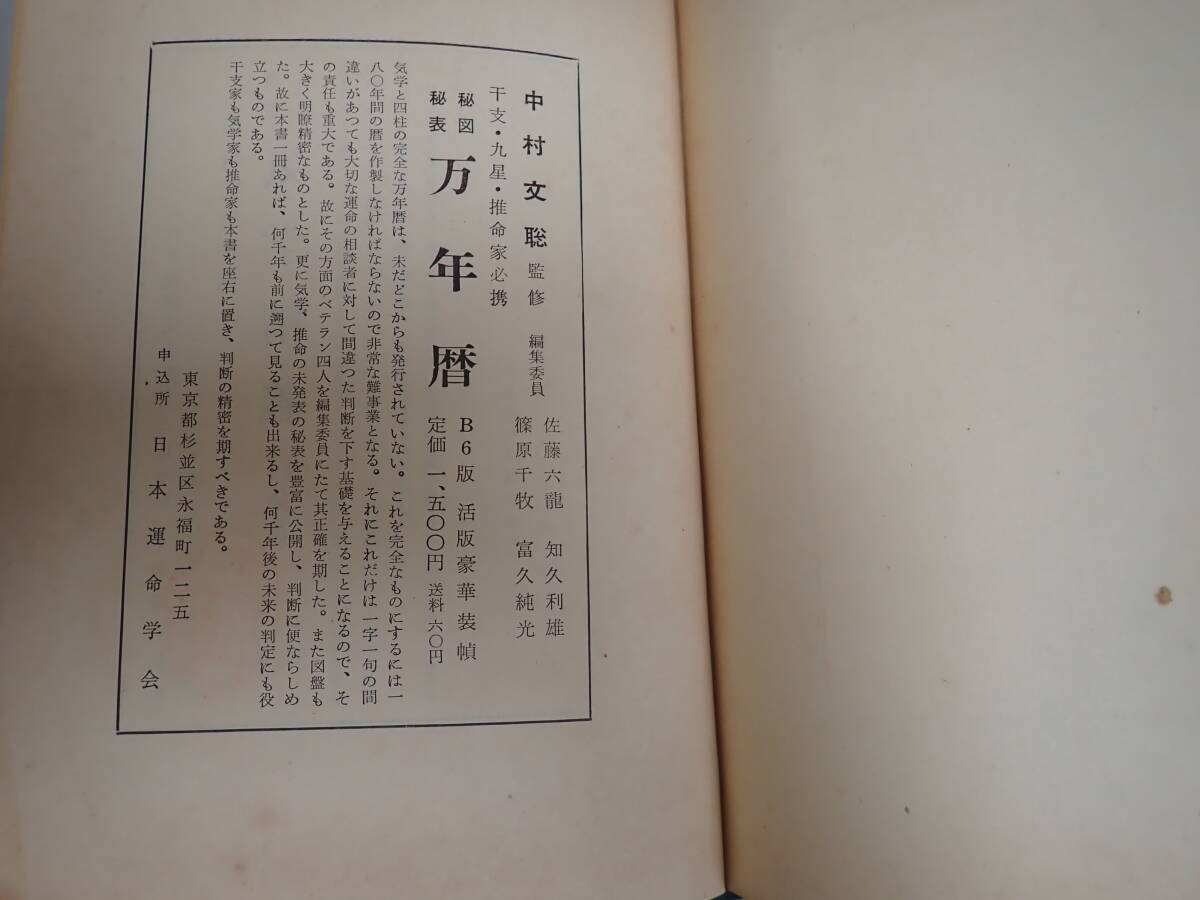 中村文聡監修
編集委員
佐藤六龍 知久利雄
篠原千牧 富久純光
干支・九星・推命家必携
秘図
秘表
万年暦
B6版 活版豪華装幀
定価 一、五〇〇円 送料 六〇円
気学と四柱の完全な万年暦は、未だどこからも発行されていない。これを完全なものにするには一
八〇年間の暦を作製しなければならないので非常な難事業となる。それにこれだけは一字一句の間
違いがあつても大切な運命の相談者に対して間違つた判断を下す基礎を与えることになるので、そ
の責任も重大である。故にその方面のベテラン四人を編集委員にたて其正確を期した。また図盤も
大きく明瞭精密なものとした。更に気学、推命の未発表の秘表を豊富に公開し、判断に便ならしめ
た。故に本書一冊あれば、何千年も前に遡つて見ることも出来るし、何千年後の未来の判定にも役
立つものである。
干支家も気学家も推命家も本書を座右に置き、判断の精密を期すべきである。
東京都杉並区永福町一二五
申込所 日本運命学会